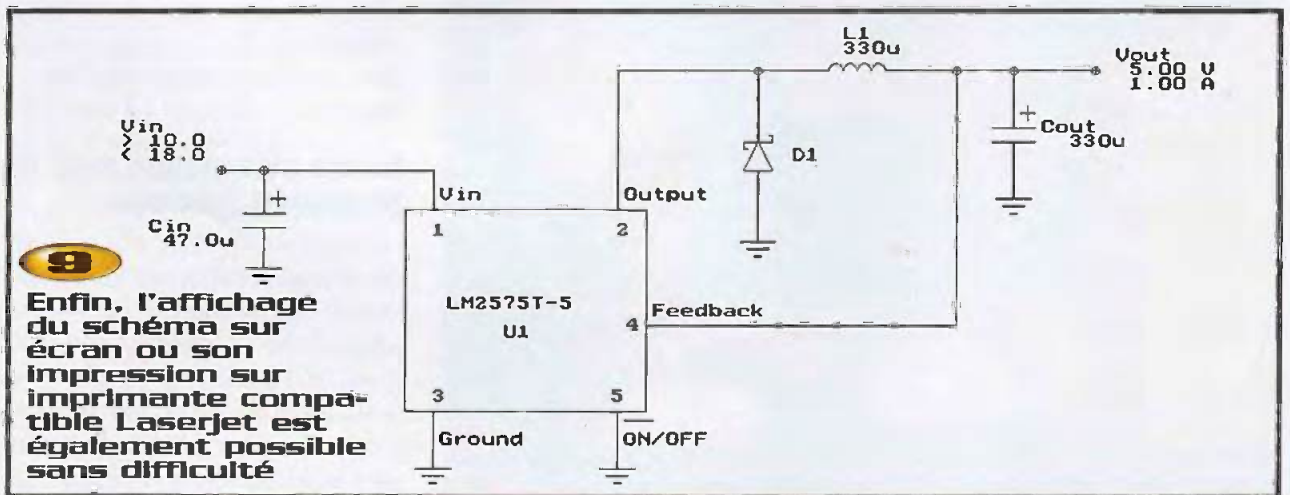 L1
330u
Vout
5.00 V
1.00 A
Vin
> 10.0
< 18.0
+
Cout
330u
D1
Vin
Output
+
Cin
47.0u
1
2
9
LM2575T-5
U1
Feedback
4
Enfin, l'affichage
du schéma sur
écran ou son
impression sur
imprimante compa-
tible Laserjet est
également possible
sans difficulté
3
5
Ground
ON/OFF